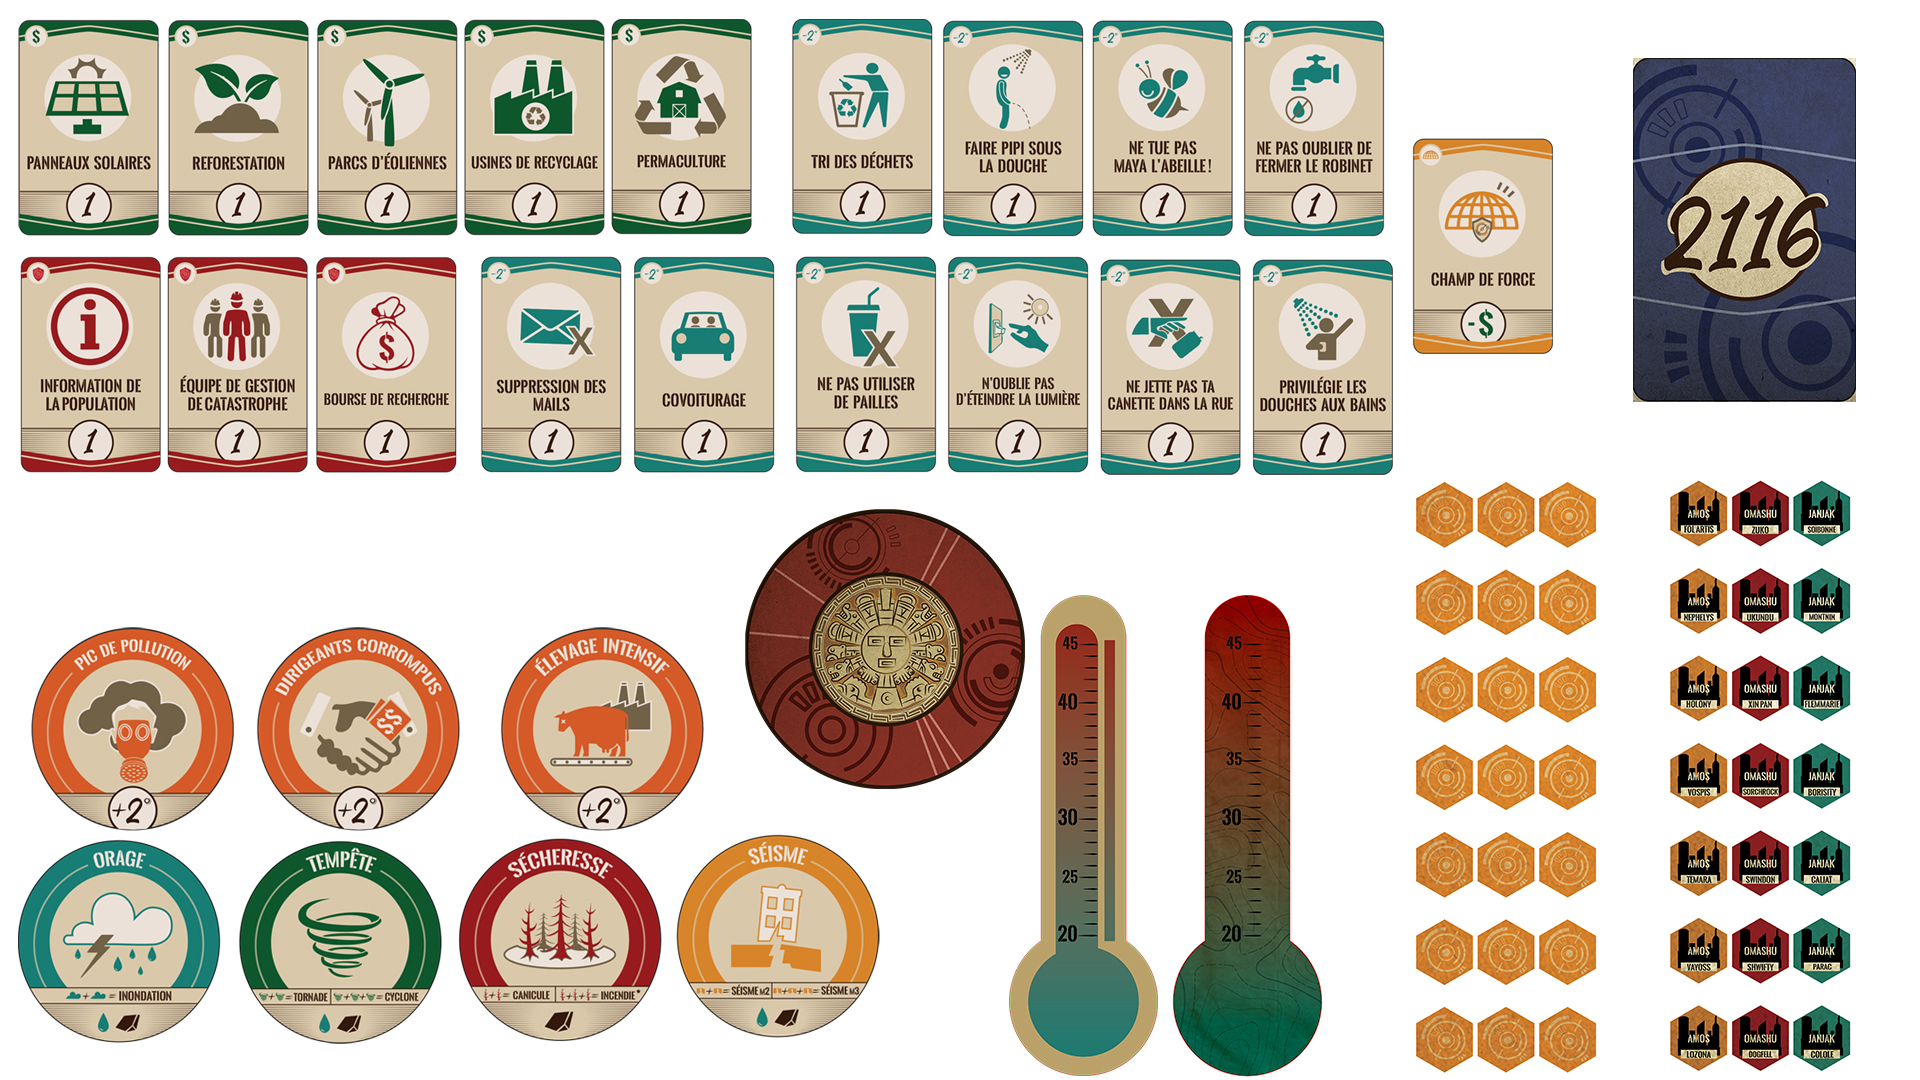 $
PANNEAUX SOLAIRES
1
$
REFORESTATION
1
$
PARCS D'ÉOLIENNES
1
$
USINES DE RECYCLAGE
1
$
PERMACULTURE
1
-2°
TRI DES DÉCHETS
1
-2°
FAIRE PIPI SOUS
LA DOUCHE
1
-2°
NE TUE PAS
MAYA L'ABEILLE!
1
-2°
NE PAS OUBLIER DE
FERMER LE ROBINET
1
INFORMATION DE
LA POPULATION
1
ÉQUIPE DE GESTION
DE CATASTROPHE
1
$
BOURSE DE RECHERCHE
1
-2°
SUPPRESSION DES
MAILS
1
-2°
COVOITURAGE
1
-2°
NE PAS UTILISER
DE PAILLES
1
-2°
N'OUBLIE PAS
D'ÉTEINDRE LA LUMIÈRE
1
-2°
NE JETTE PAS TA
CANETTE DANS LA RUE
1
-2°
PRIVILÉGIE LES
DOUCHES AUX BAINS
1
CHAMP DE FORCE
-$
2116
PIC DE POLLUTION
+2°
DIRIGEANTS CORROMPUS
$$
+2°
ÉLEVAGE INTENSIF
+2°
ORAGE
+ = INONDATION
TEMPÊTE
+ = TORNADE + + = CYCLONE
SÉCHERESSE
+ = CANICULE + + = INCENDIE*
SÉISME
+ = SÉISME M2 + + = SÉISME M3
45
40
35
30
25
20
45
40
35
30
25
20
AMOS
FOLARTIS
OMASHU
ZUKO
JANJAK
SOIBONNE
AMOS
NEPHELYS
OMASHU
UKUNDU
JANJAK
MONTNIN
AMOS
HOLONY
OMASHU
XIN PAN
JANJAK
FLEMMARIE
AMOS
VOSPIS
OMASHU
SORCHROCK
JANJAK
BORISITY
AMOS
TEMARA
OMASHU
SWINDON
JANJAK
CALIAT
AMOS
VAYOSS
OMASHU
SHWIFTY
JANJAK
PARAC
AMOS
LOZONA
OMASHU
DOGFELL
JANJAK
COLOLE